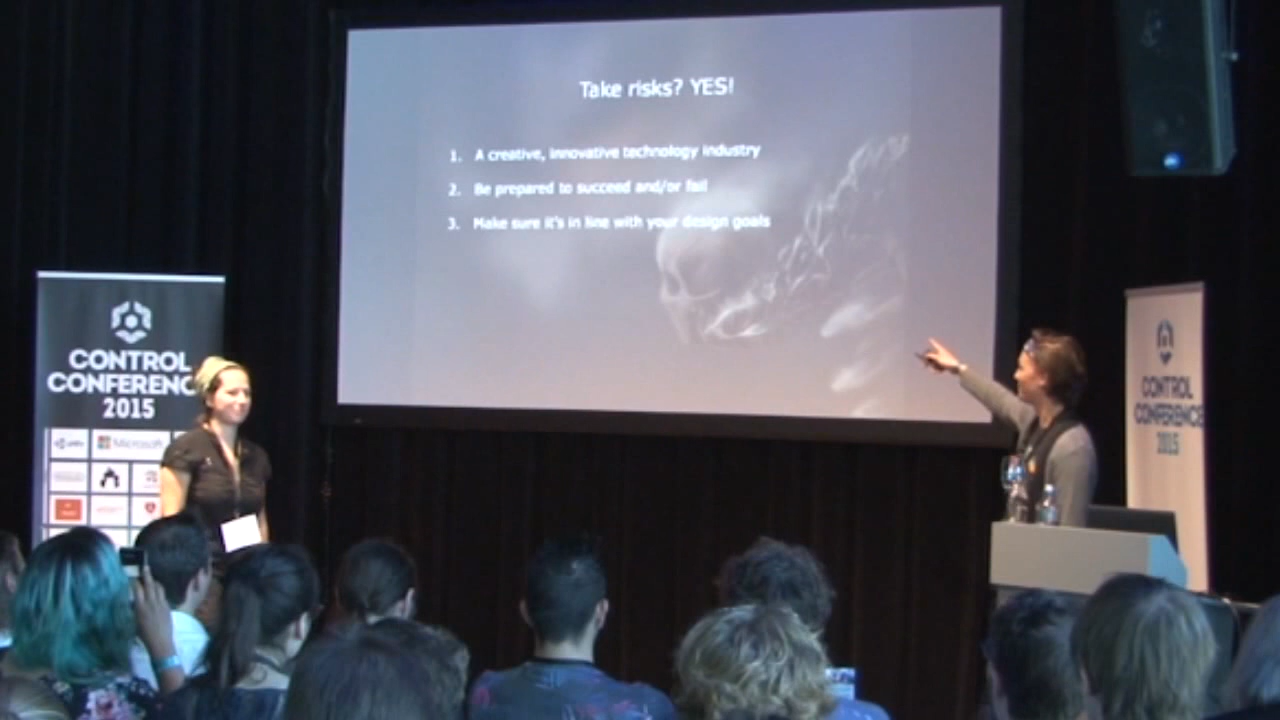 Take risks? YES!
1. A creative, innovative technology industry
2. Be prepared to succeed and/or fail
3. Make sure it's in line with your design goals
CONTROL
CONFERENC
2015
Microsoft
CONTROL
CONFERENCE
2015